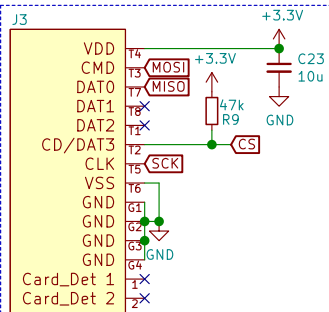 J3
+3.3V
VDD T4
C23
10u
CMD T3 MOSI
+3.3V
DAT0 T7 MISO
DAT1 T8
47k
R9
GND
DAT2 T1
CD/DAT3 T2 CS
CLK T5 SCK
VSS T6
GND G1
GND G2
GND G3
GND
GND G4
Card_Det 1 1
Card_Det 2 2